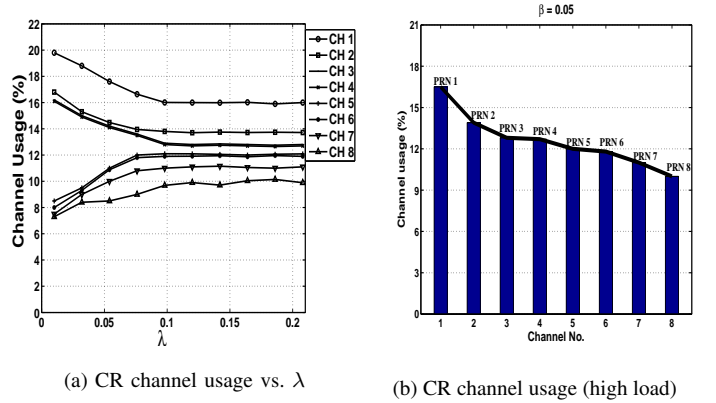 22
20
18
16
14
12
10
8
6
4
2
0
Channel Usage (%)
0 0.05 0.1 0.15 0.2
λ
CH 1
CH 2
CH 3
CH 4
CH 5
CH 6
CH 7
CH 8
(a) CR channel usage vs. λ
β = 0.05
21
18
15
12
9
6
3
0
Channel usage (%)
PRN 1
PRN 2
PRN 3
PRN 4
PRN 5
PRN 6
PRN 7
PRN 8
1 2 3 4 5 6 7 8
Channel No.
(b) CR channel usage (high load)